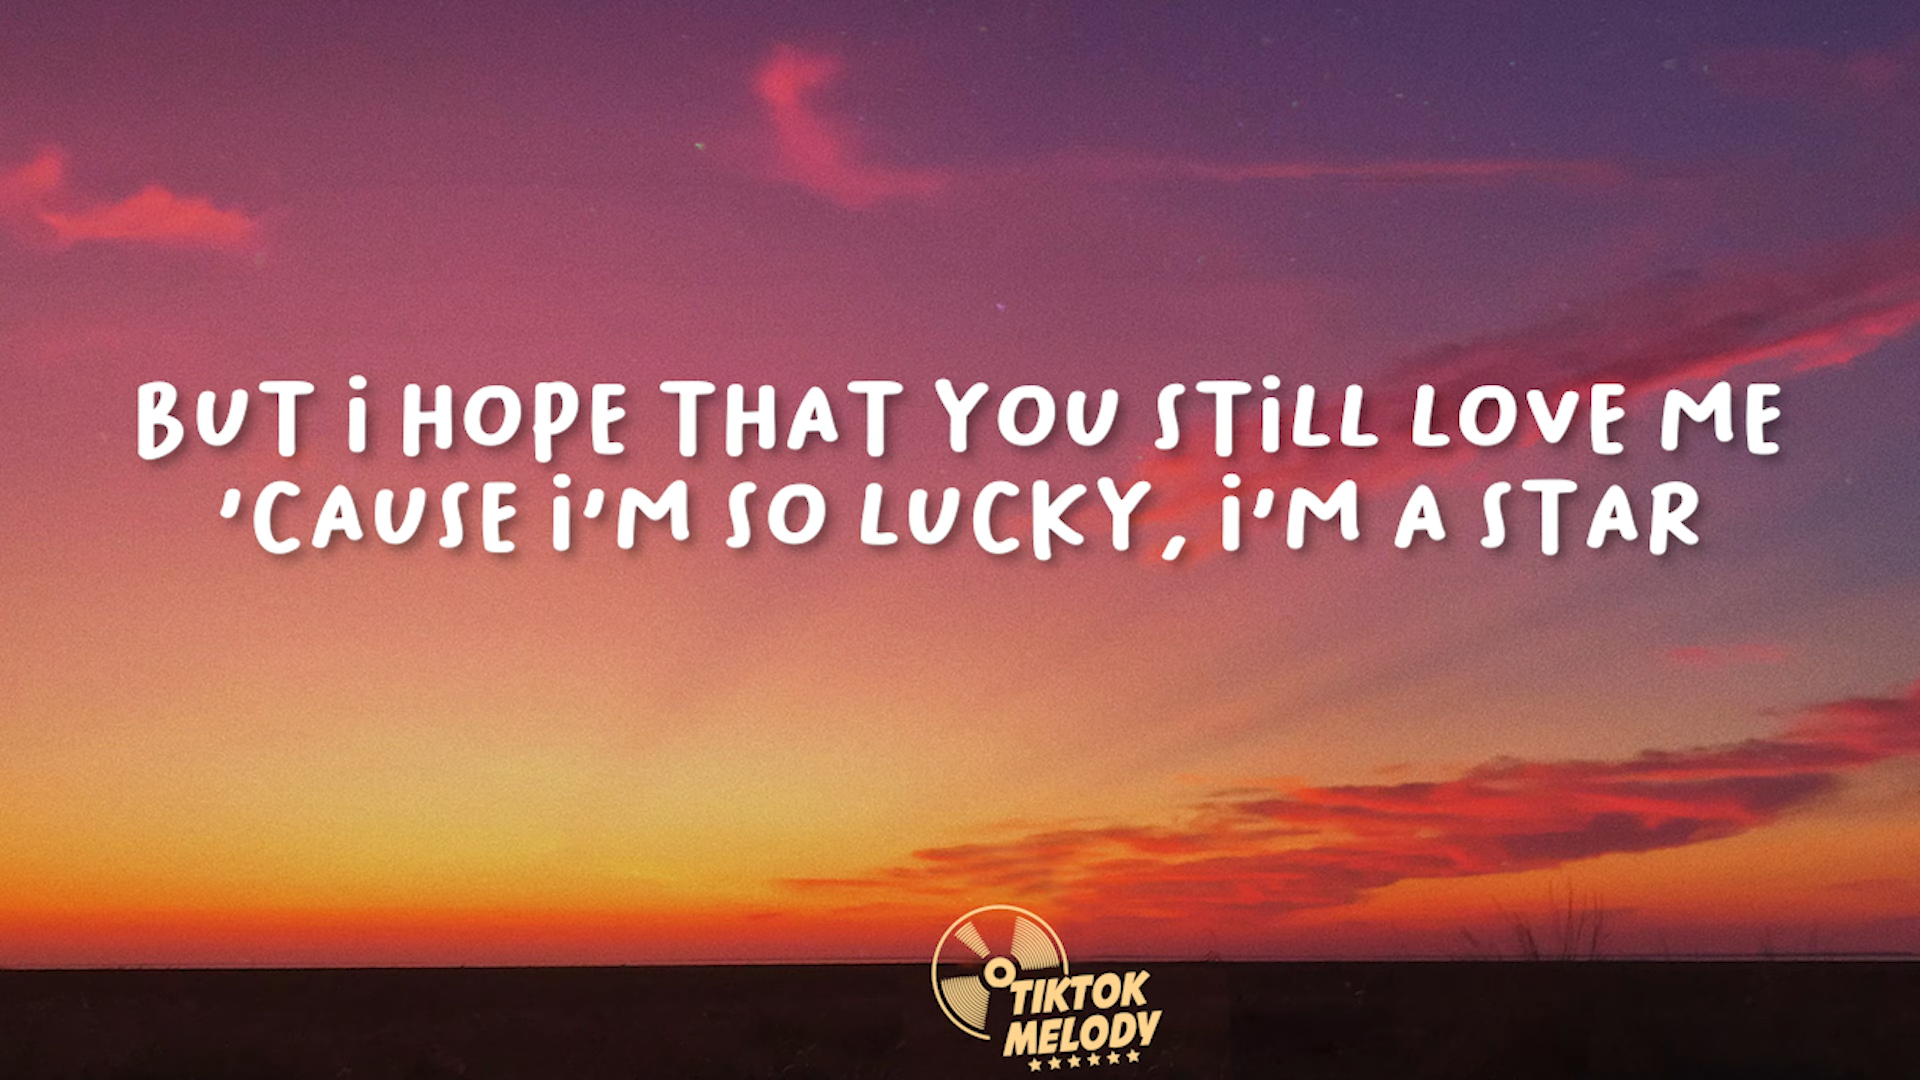 BUT i HOPE THAT YOU STiLL LOVE ME
'CAUSE i'M SO LUCKY, i'M A STAR
TIKTOK
MELODY